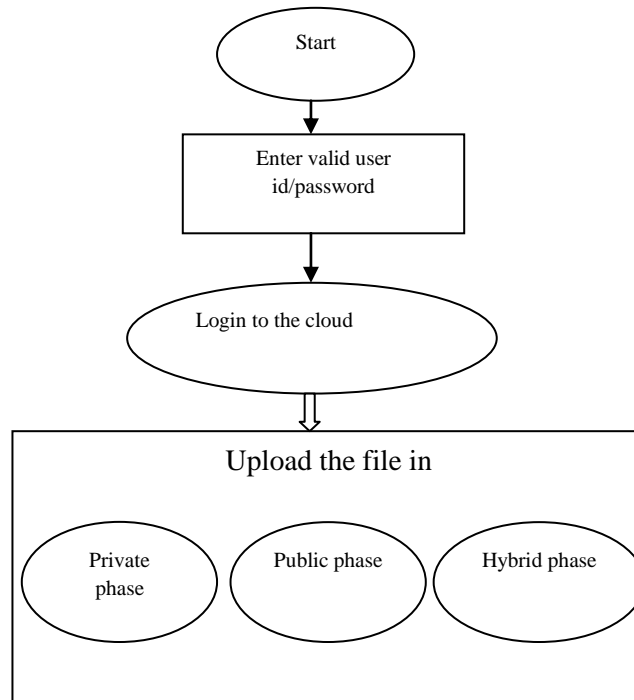 Start
Enter valid user
id/password
Login to the cloud
Upload the file in
Private
phase
Public phase
Hybrid phase